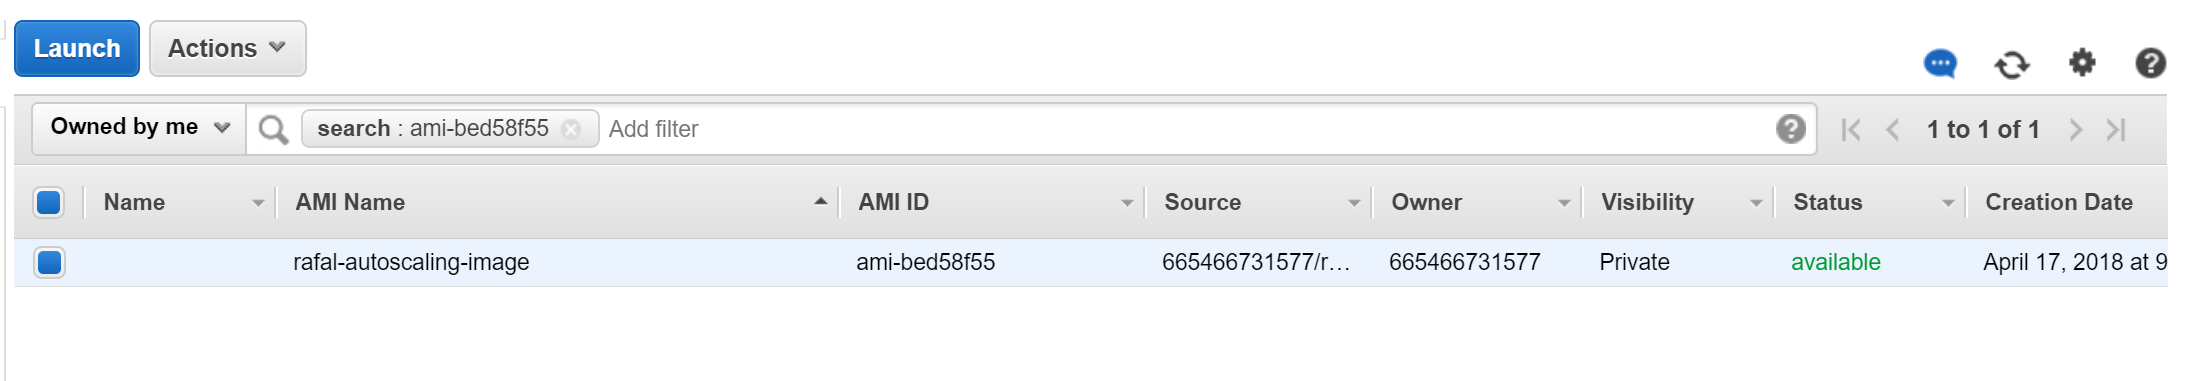 Launch Actions
Owned by me search : ami-bed58f55 Add filter 1 to 1 of 1
Name AMI Name AMI ID Source Owner Visibility Status Creation Date
rafal-autoscaling-image ami-bed58f55 665466731577/r… 665466731577 Private available April 17, 2018 at 9